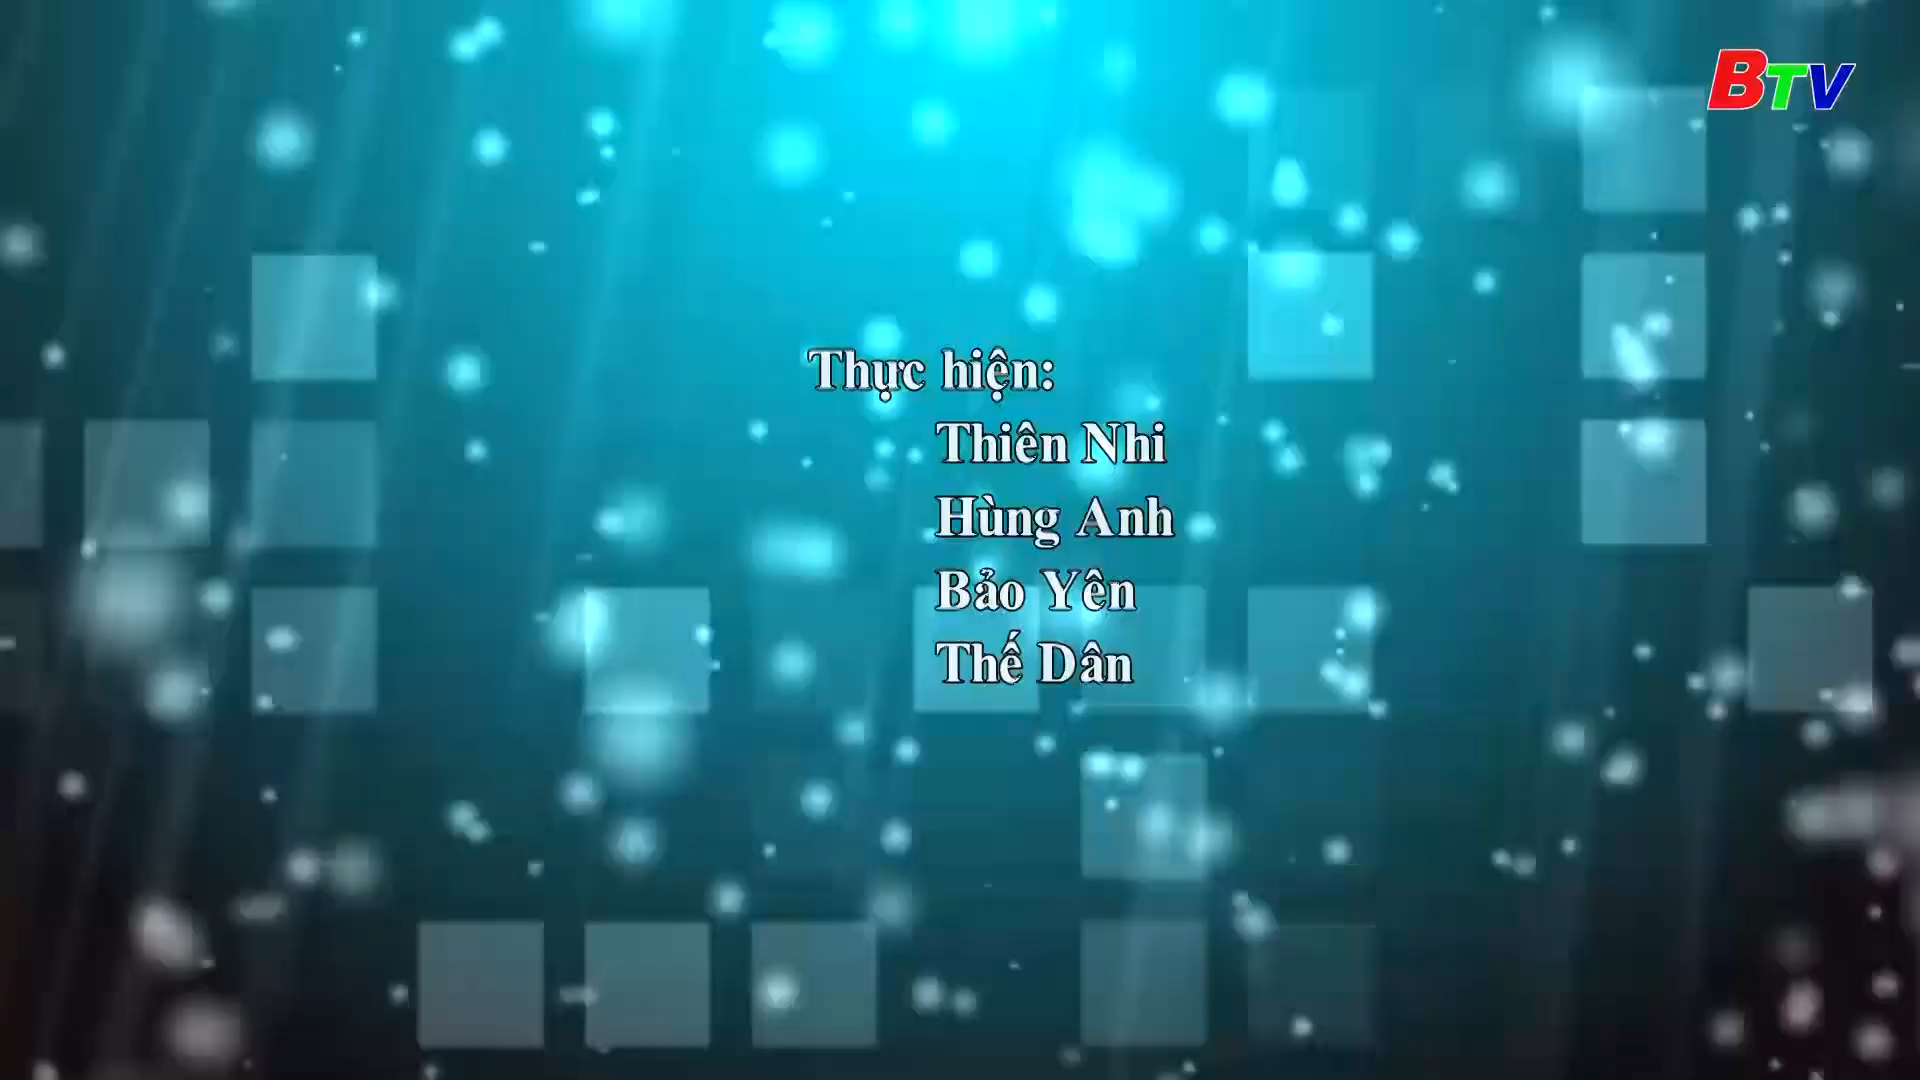 BTV
Thực hiện:
Thiên Nhi
Hùng Anh
Bảo Yên
Thế Dân